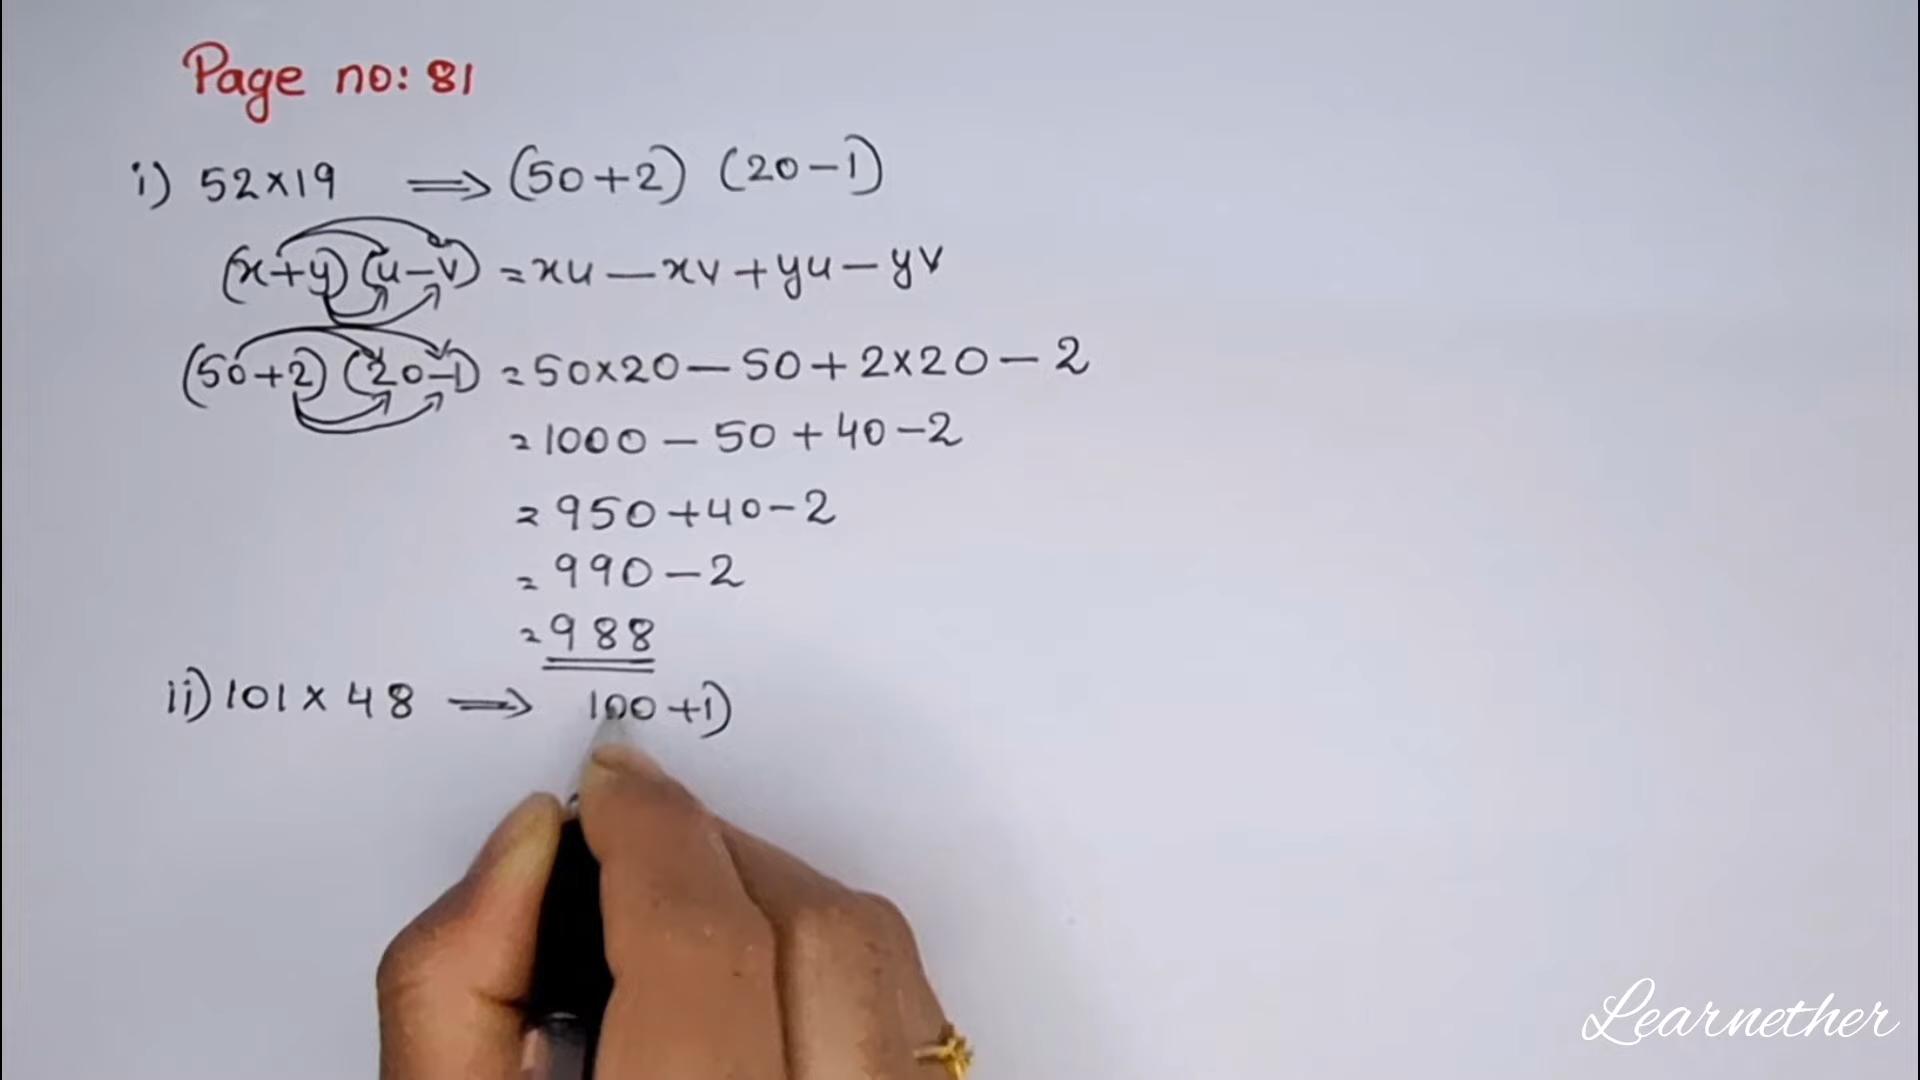 Page no: 81
i) 52×19 ⟹ (50+2) (20-1)
(x+y) (u-v) = xu - xv + yu - yv
(50+2) (20-1) = 50×20 - 50 + 2×20 - 2
= 1000 - 50 + 40 - 2
= 950 + 40 - 2
= 990 - 2
= 988
ii) 101 × 48 ⟹ 100 + 1)
Learnether